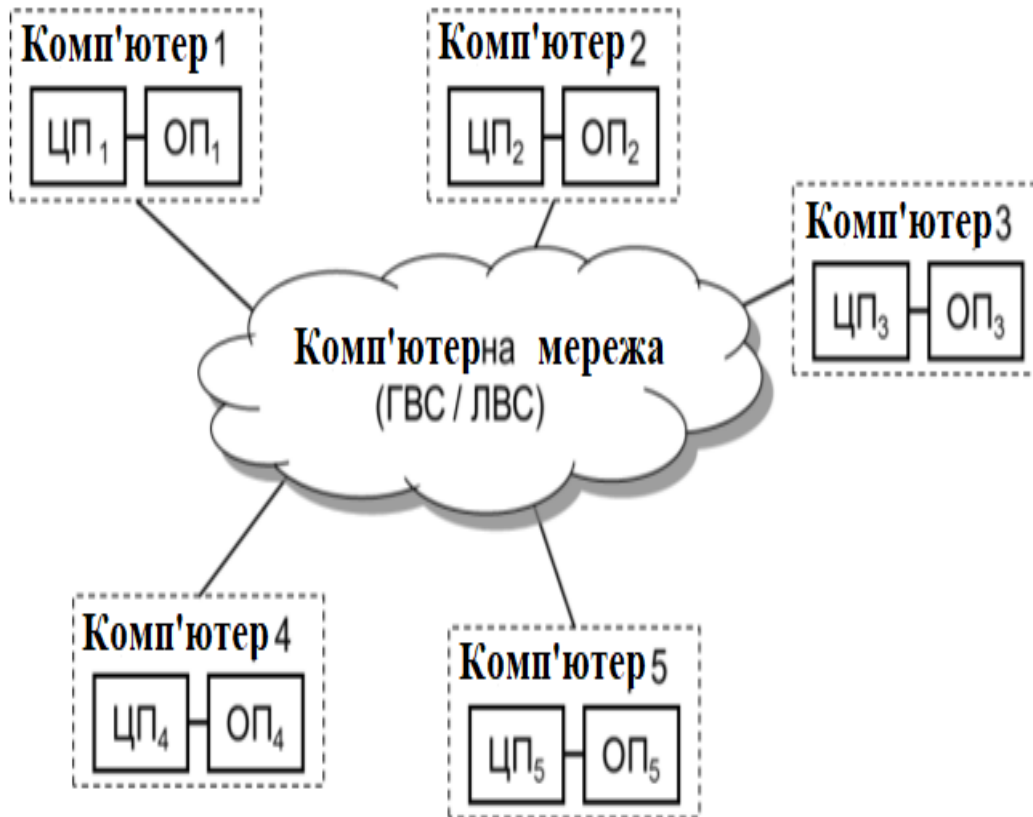 Комп'ютер 1
ЦП₁ ОП₁
Комп'ютер 2
ЦП₂ ОП₂
Комп'ютер 3
ЦП₃ ОП₃
Комп'ютерна мережа
(ГВС / ЛВС)
Комп'ютер 4
ЦП₄ ОП₄
Комп'ютер 5
ЦП₅ ОП₅